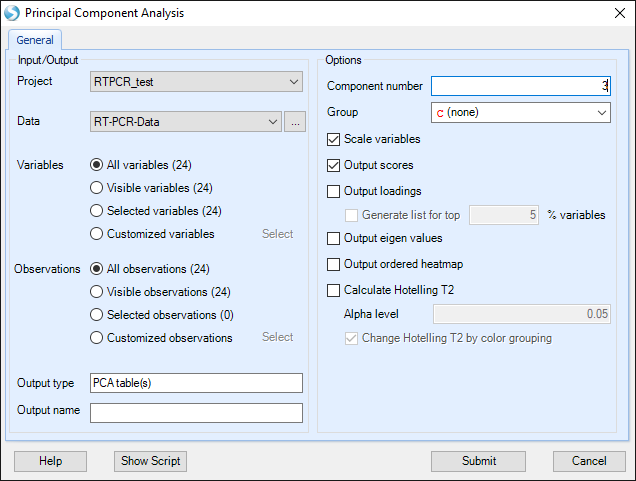 Principal Component Analysis
General
Input/Output
Project
RTPCR_test
Data
RT-PCR-Data
...
Variables
All variables (24)
Visible variables (24)
Selected variables (24)
Customized variables
Select
Observations
All observations (24)
Visible observations (24)
Selected observations (0)
Customized observations
Select
Output type
PCA table(s)
Output name
Options
Component number
3
Group
C (none)
Scale variables
Output scores
Output loadings
Generate list for top
5
% variables
Output eigen values
Output ordered heatmap
Calculate Hotelling T2
Alpha level
0.05
Change Hotelling T2 by color grouping
Help
Show Script
Submit
Cancel